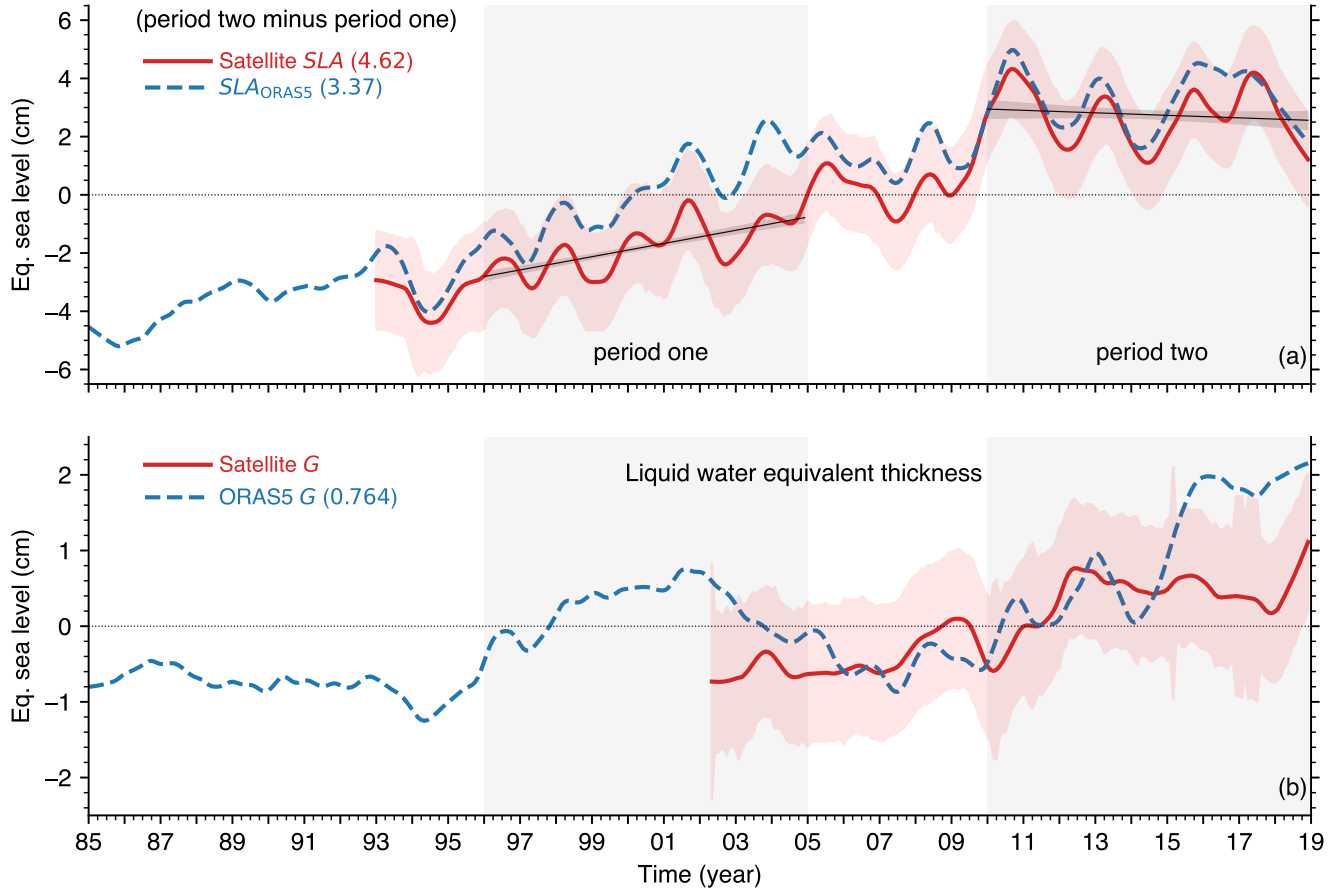 (period two minus period one)
Satellite SLA (4.62)
SLA_ORAS5 (3.37)
Eq. sea level (cm)
6
4
2
0
−2
−4
−6
period one
period two
(a)
Satellite G
ORAS5 G (0.764)
Liquid water equivalent thickness
Eq. sea level (cm)
2
1
0
−1
−2
(b)
85 87 89 91 93 95 97 99 01 03 05 07 09 11 13 15 17 19
Time (year)